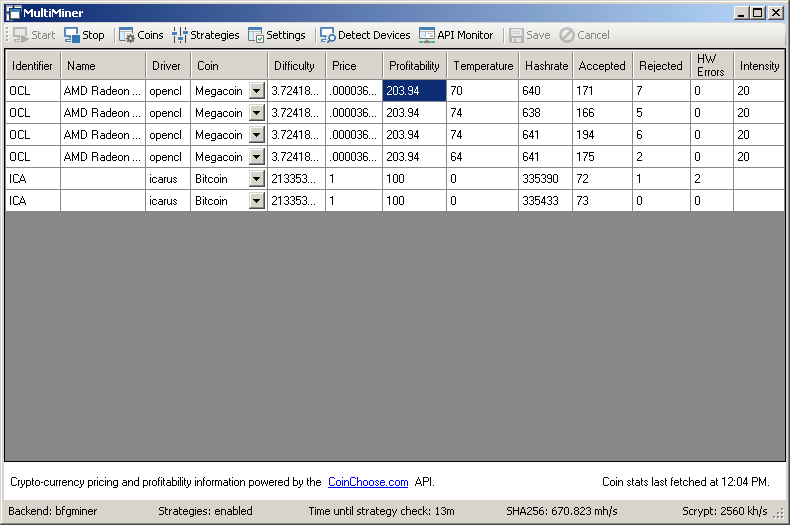 MultiMiner
Start Stop Coins Strategies Settings Detect Devices API Monitor Save Cancel
Identifier Name Driver Coin Difficulty Price Profitability Temperature Hashrate Accepted Rejected HW Errors Intensity
OCL AMD Radeon ... opencl Megacoin 3.72418... .000036... 203.94 70 640 171 7 0 20
OCL AMD Radeon ... opencl Megacoin 3.72418... .000036... 203.94 74 638 166 5 0 20
OCL AMD Radeon ... opencl Megacoin 3.72418... .000036... 203.94 74 641 194 6 0 20
OCL AMD Radeon ... opencl Megacoin 3.72418... .000036... 203.94 64 641 175 2 0 20
ICA icarus Bitcoin 213353... 1 100 0 335390 72 1 2
ICA icarus Bitcoin 213353... 1 100 0 335433 73 0 0
Crypto-currency pricing and profitability information powered by the CoinChoose.com API. Coin stats last fetched at 12:04 PM.
Backend: bfgminer Strategies: enabled Time until strategy check: 13m SHA256: 670.823 mh/s Scrypt: 2560 kh/s